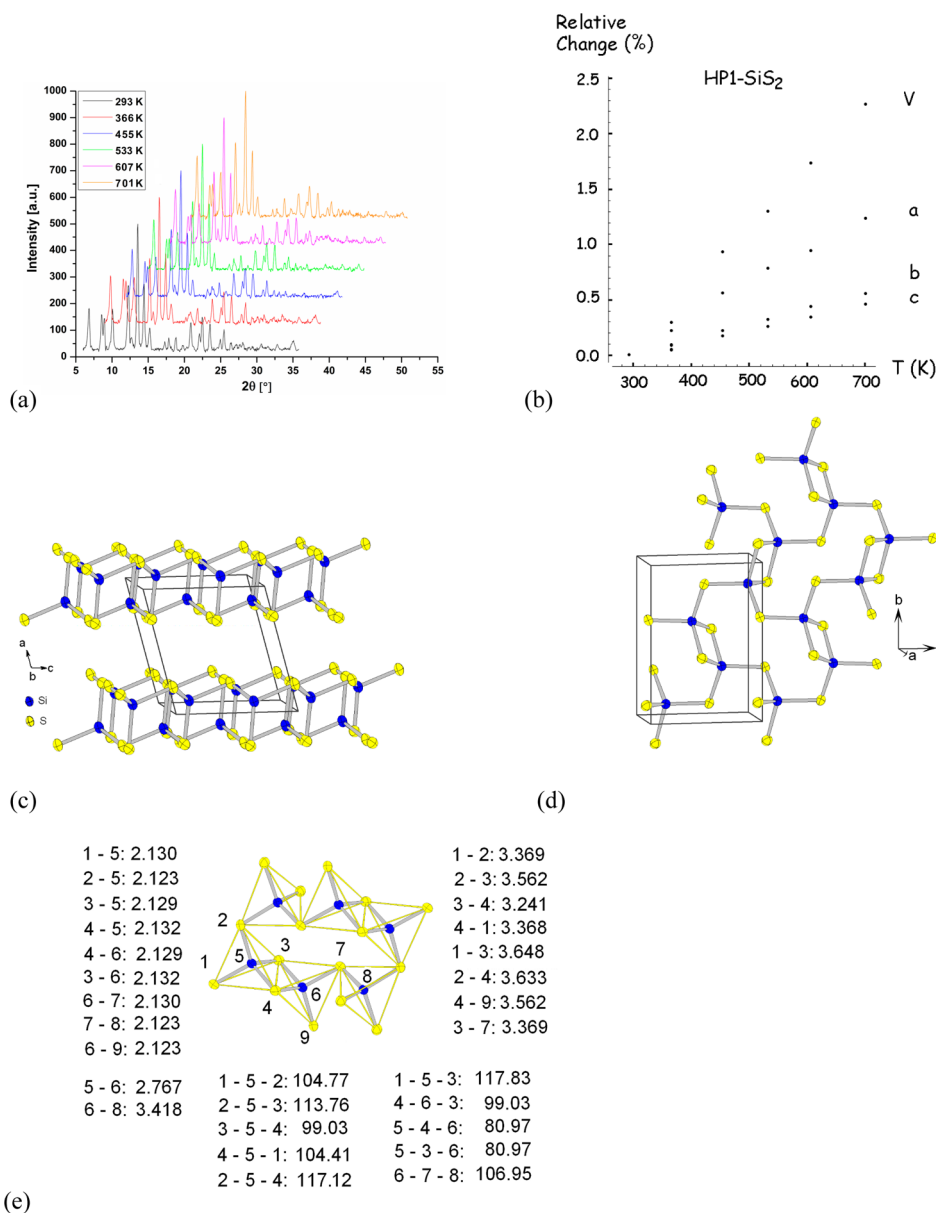 Relative
Change (%)
HP1-SiS2
1000
900
800
700
600
500
400
300
200
100
0
Intensity [a.u.]
293 K
366 K
455 K
533 K
607 K
701 K
5 10 15 20 25 30 35 40 45 50 55
2θ [°]
(a)
2.5
2.0
1.5
1.0
0.5
0.0
V
a
b
c
300 400 500 600 700 T (K)
(b)
a
c
b
Si
S
(c)
b
a
(d)
1 - 5: 2.130
2 - 5: 2.123
3 - 5: 2.129
4 - 5: 2.132
4 - 6: 2.129
3 - 6: 2.132
6 - 7: 2.130
7 - 8: 2.123
6 - 9: 2.123
5 - 6: 2.767
6 - 8: 3.418
2
1
5
3
4
6
7
8
9
1 - 2: 3.369
2 - 3: 3.562
3 - 4: 3.241
4 - 1: 3.368
1 - 3: 3.648
2 - 4: 3.633
4 - 9: 3.562
3 - 7: 3.369
1 - 5 - 2: 104.77
2 - 5 - 3: 113.76
3 - 5 - 4: 99.03
4 - 5 - 1: 104.41
2 - 5 - 4: 117.12
1 - 5 - 3: 117.83
4 - 6 - 3: 99.03
5 - 4 - 6: 80.97
5 - 3 - 6: 80.97
6 - 7 - 8: 106.95
(e)